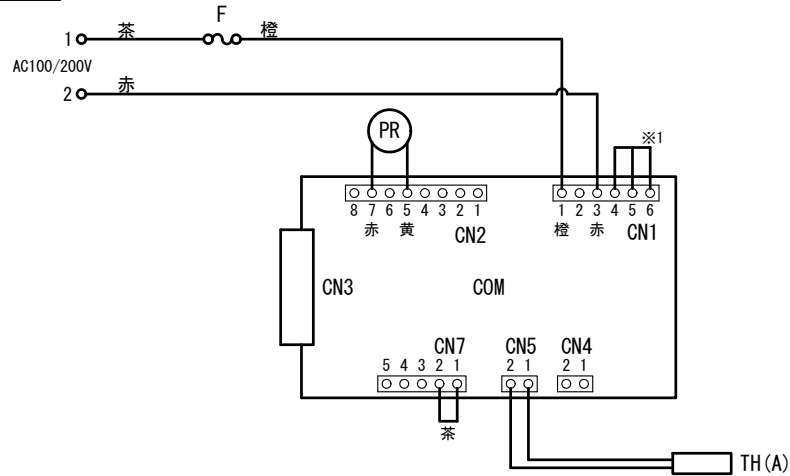 F
茶
橙
1
AC100/200V
赤
2
PR
※1
8 7 6 5 4 3 2 1
1 2 3 4 5 6
赤 黄
橙 赤
CN2
CN1
CN3
COM
CN7
CN5
CN4
5 4 3 2 1
2 1
2 1
茶
TH(A)